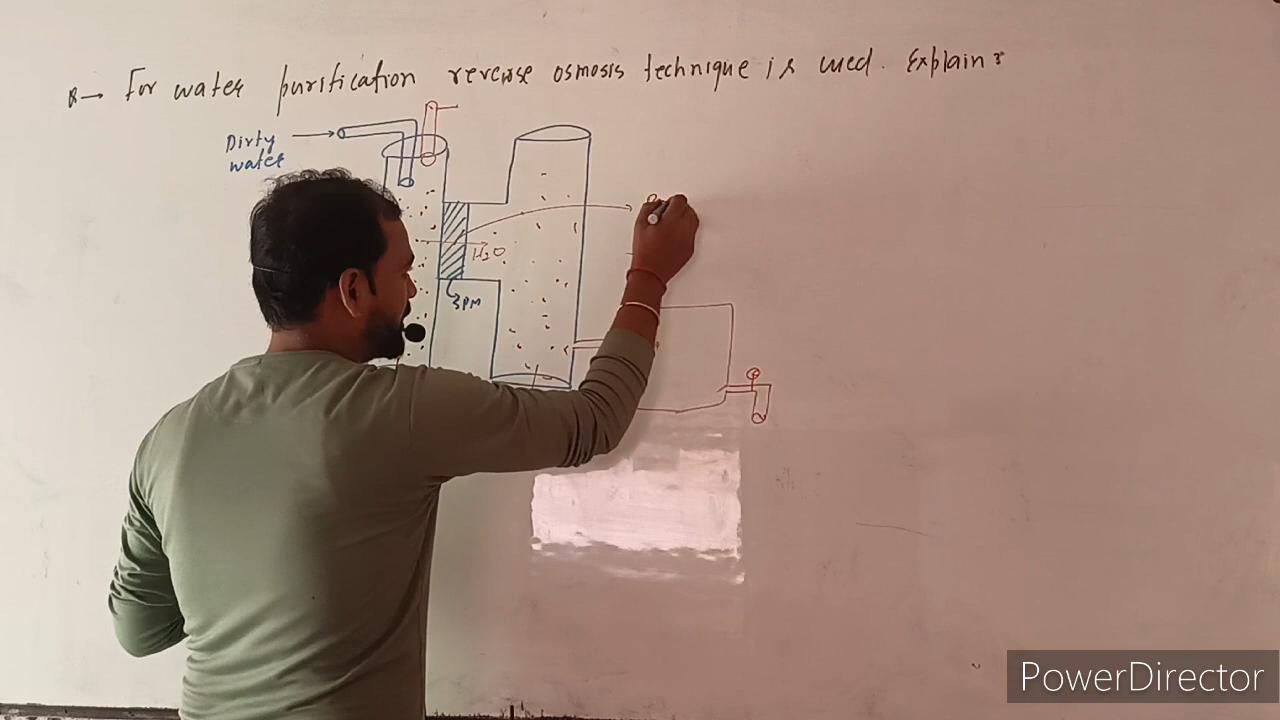 Q→ For water purification reverse osmosis technique is used. Explain?
Dirty
water
H2O
SPM
PowerDirector